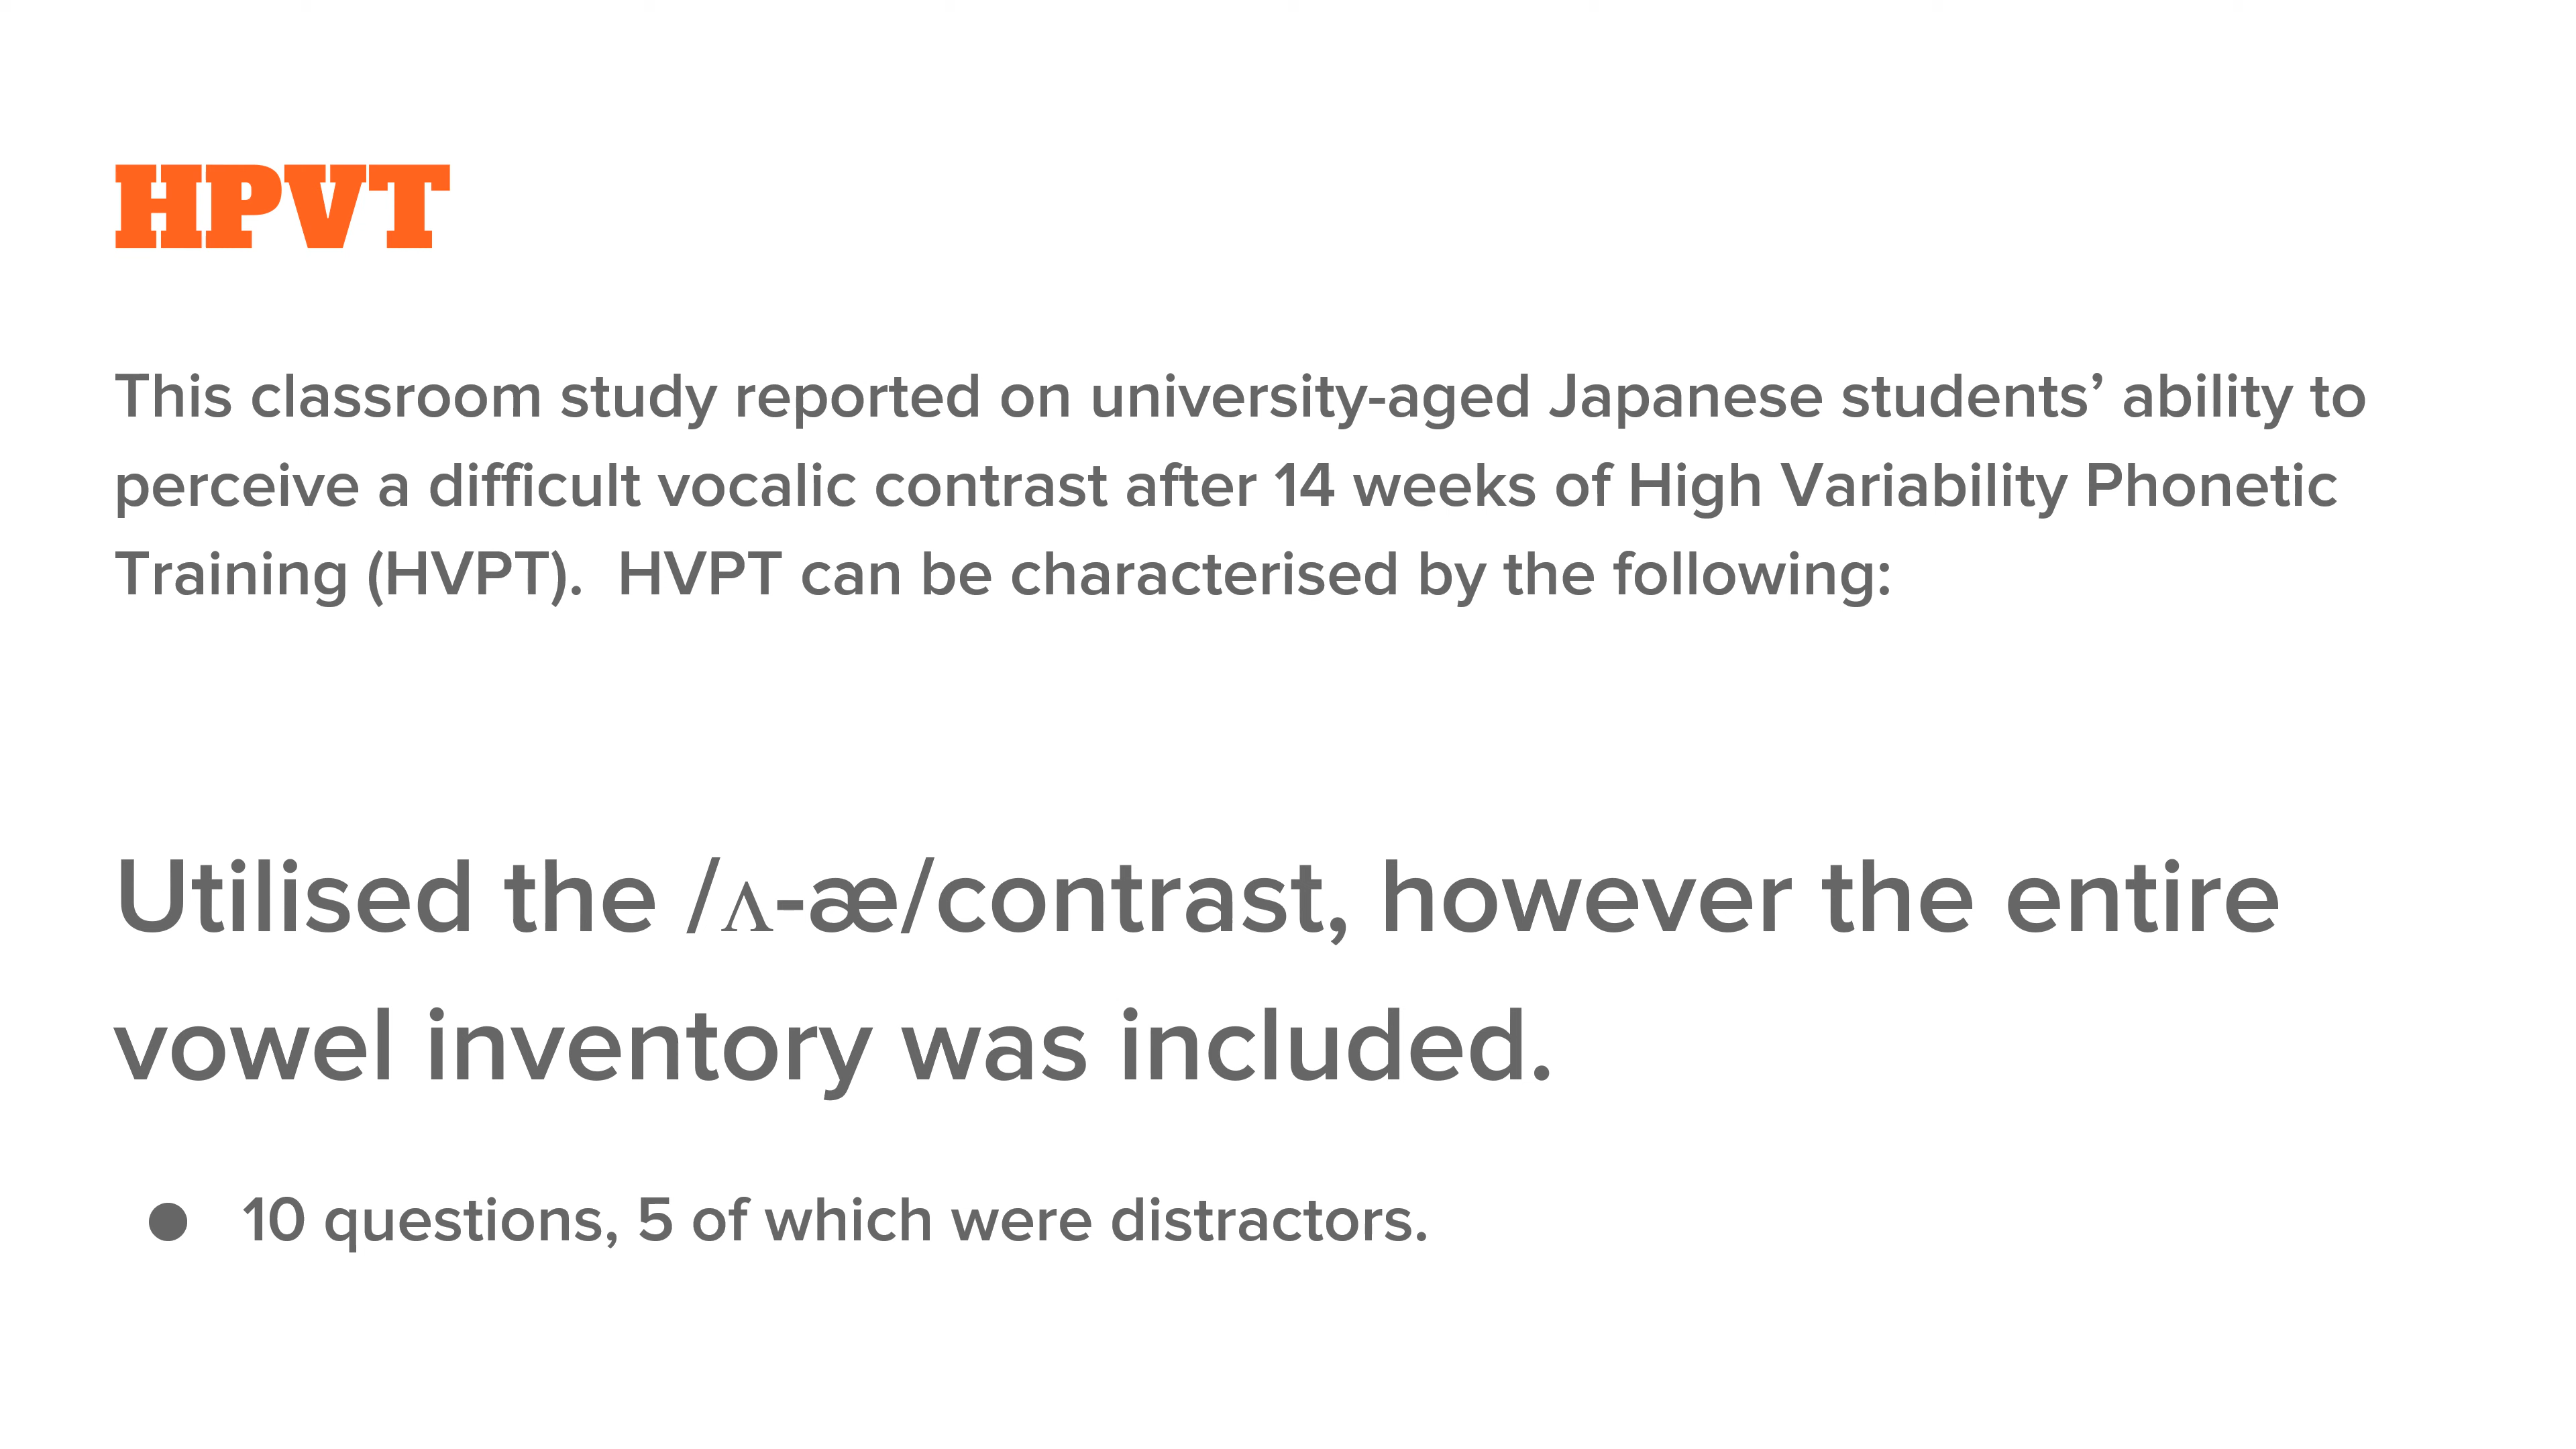 HPVT
This classroom study reported on university-aged Japanese students’ ability to
perceive a difficult vocalic contrast after 14 weeks of High Variability Phonetic
Training (HVPT).  HVPT can be characterised by the following:
Utilised the /ʌ-æ/contrast, however the entire
vowel inventory was included.
● 10 questions, 5 of which were distractors.